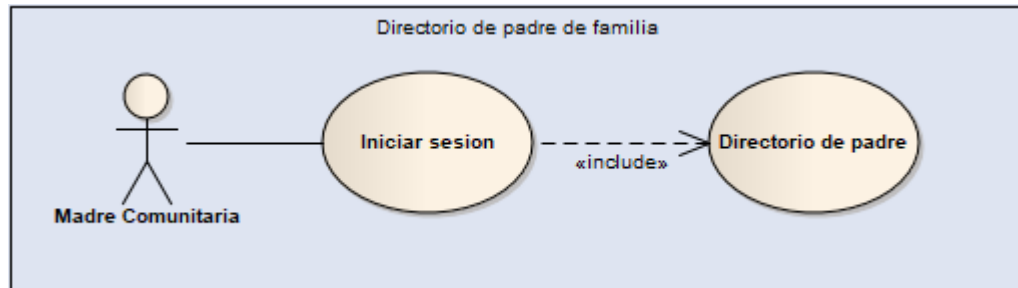 Directorio de padre de familia
Iniciar sesion
Directorio de padre
«include»
Madre Comunitaria